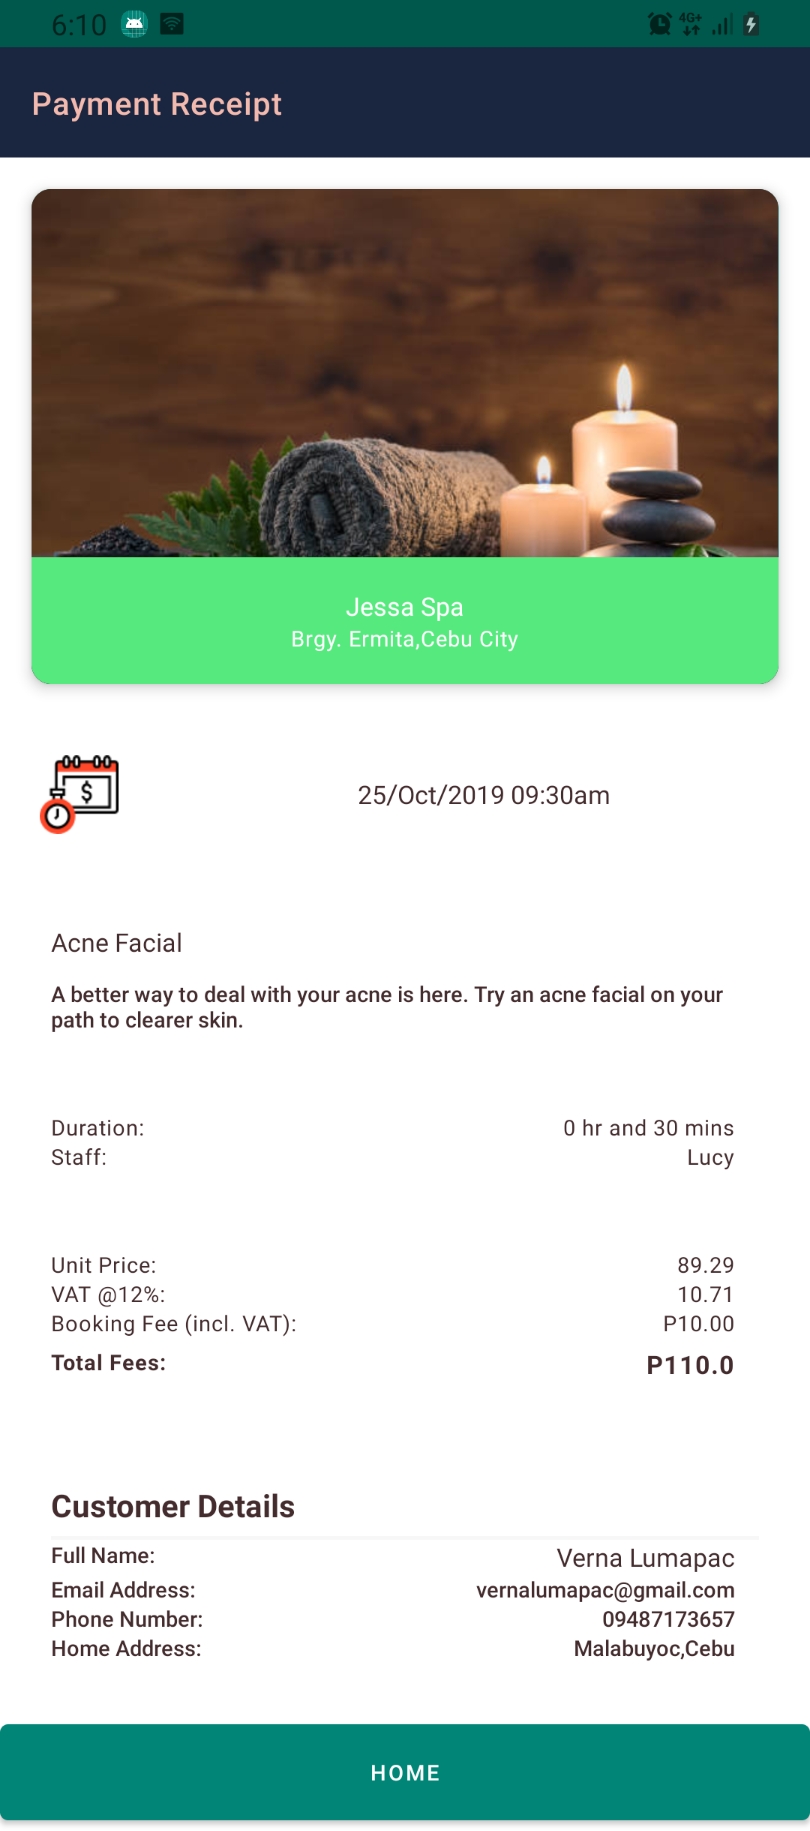 6:10
4G+
Payment Receipt
Jessa Spa
Brgy. Ermita,Cebu City
$
25/Oct/2019 09:30am
Acne Facial
A better way to deal with your acne is here. Try an acne facial on your
path to clearer skin.
Duration: 0 hr and 30 mins
Staff: Lucy
Unit Price: 89.29
VAT @12%: 10.71
Booking Fee (incl. VAT): P10.00
Total Fees: P110.0
Customer Details
Full Name: Verna Lumapac
Email Address: vernalumapac@gmail.com
Phone Number: 09487173657
Home Address: Malabuyoc,Cebu
HOME